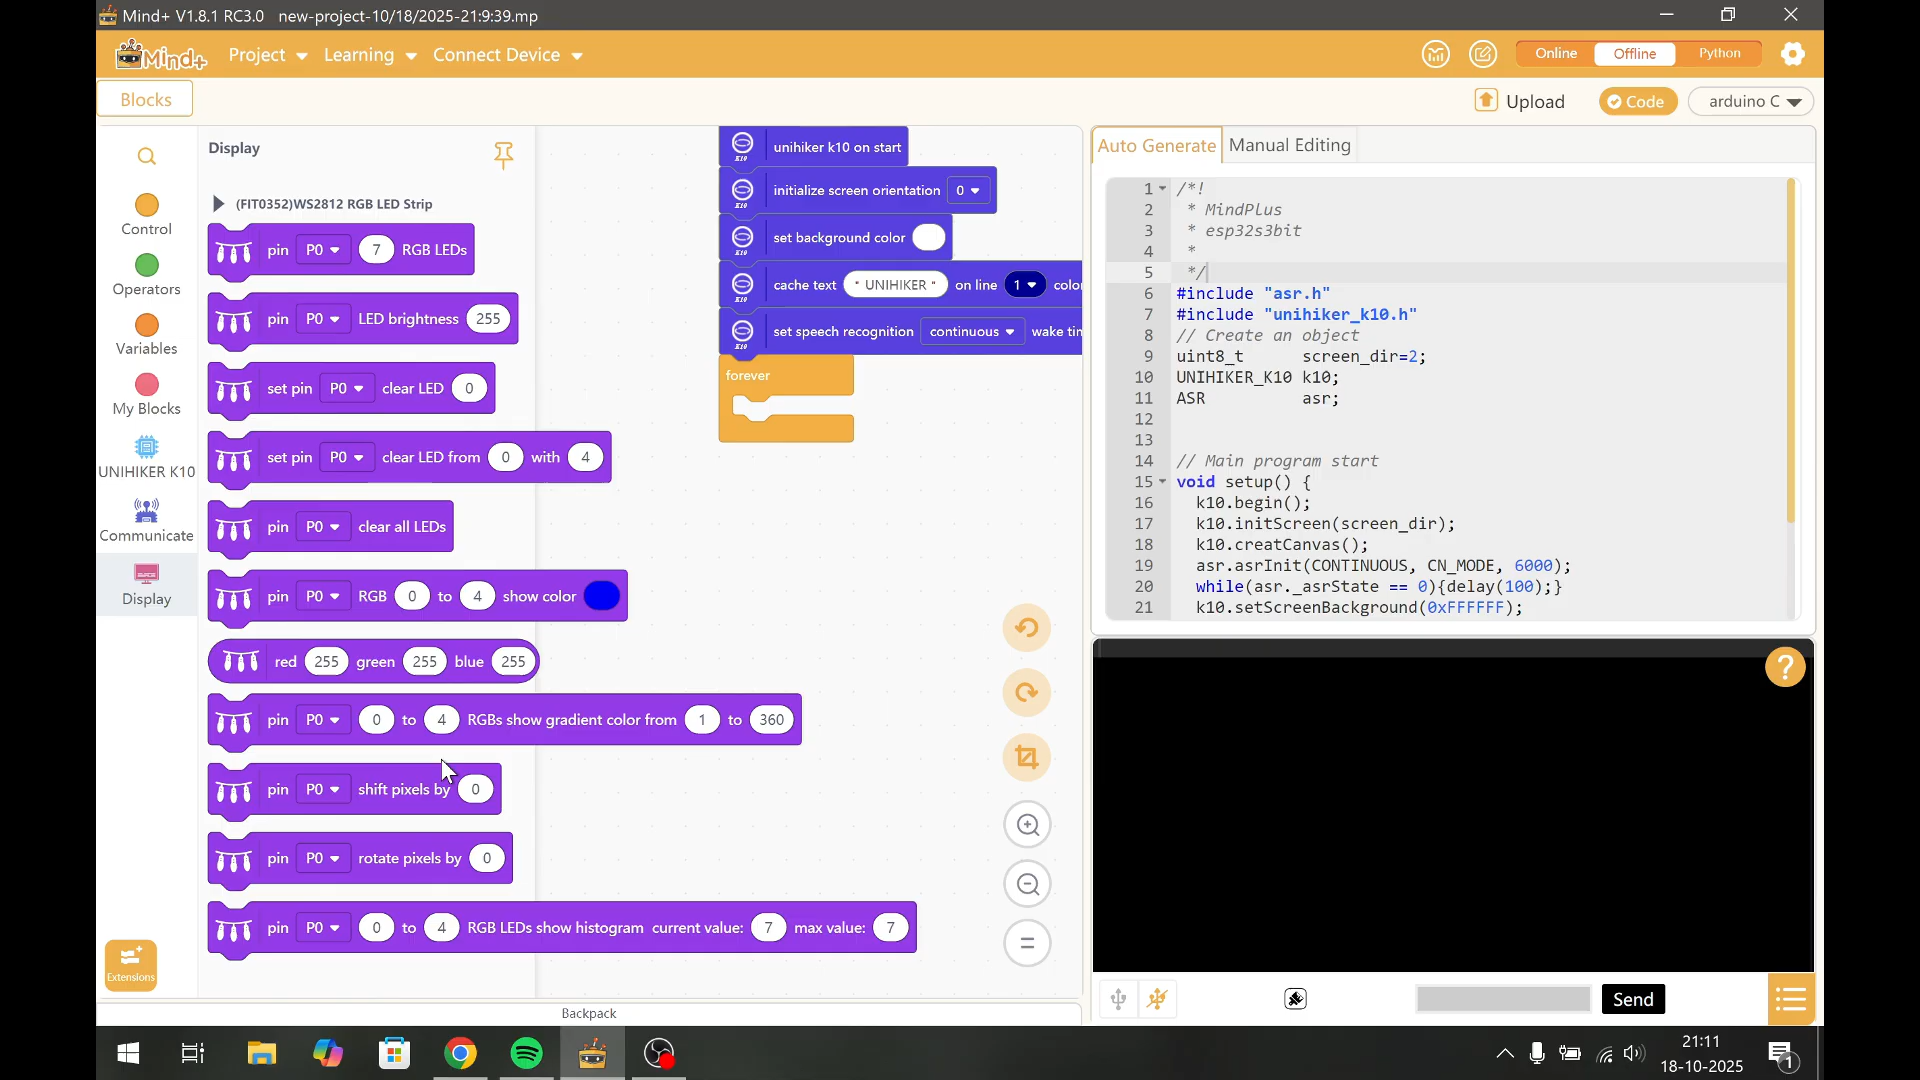 Mind+ V1.8.1 RC3.0 new-project-10/18/2025-21:9:39.mp
Mind+ Project Learning Connect Device Online Offline Python
Blocks Upload Code arduino C
Display
(FIT0352)WS2812 RGB LED Strip
Control
Operators
Variables
My Blocks
UNIHIKER K10
Communicate
Display
Extensions
pin P0 7 RGB LEDs
pin P0 LED brightness 255
set pin P0 clear LED 0
set pin P0 clear LED from 0 with 4
pin P0 clear all LEDs
pin P0 RGB 0 to 4 show color
red 255 green 255 blue 255
pin P0 0 to 4 RGBs show gradient color from 1 to 360
pin P0 shift pixels by 0
pin P0 rotate pixels by 0
pin P0 0 to 4 RGB LEDs show histogram current value: 7 max value: 7
K10 unihiker k10 on start
K10 initialize screen orientation 0
K10 set background color
K10 cache text " UNIHIKER " on line 1 color
K10 set speech recognition continuous wake tim
forever
Backpack
Auto Generate Manual Editing
1 /*!
2 * MindPlus
3 * esp32s3bit
4 *
5 */
6 #include "asr.h"
7 #include "unihiker_k10.h"
8 // Create an object
9 uint8_t screen_dir=2;
10 UNIHIKER_K10 k10;
11 ASR asr;
12
13
14 // Main program start
15 void setup() {
16 k10.begin();
17 k10.initScreen(screen_dir);
18 k10.creatCanvas();
19 asr.asrInit(CONTINUOUS, CN_MODE, 6000);
20 while(asr._asrState == 0){delay(100);}
21 k10.setScreenBackground(0xFFFFFF);
?
Send
21:11
18-10-2025
1